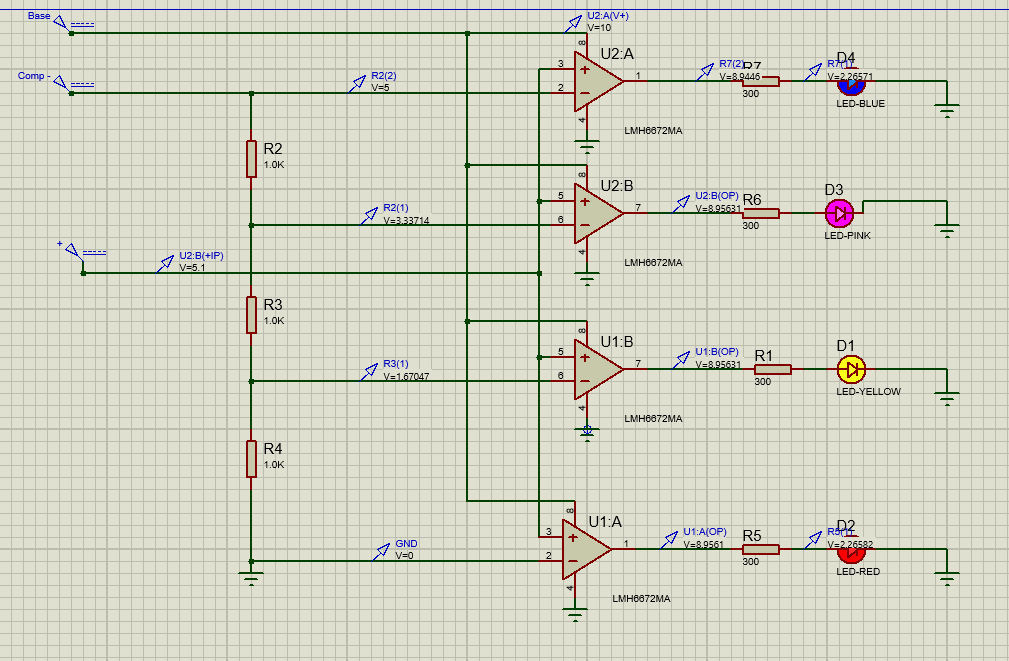 Base
U2:A(V+)
V=10
8
U2:A
3
+
2
−
1
4
LMH6672MA
Comp -
R2(2)
V=5
R7(2)
V=8.9446
R7
300
R7(1)
V=2.26571
D4
LED-BLUE
R2
1.0K
8
U2:B
5
+
6
−
7
4
LMH6672MA
R2(1)
V=3.33714
U2:B(OP)
V=8.95631
R6
300
D3
LED-PINK
+
U2:B(+IP)
V=5.1
R3
1.0K
8
U1:B
5
+
6
−
7
4
LMH6672MA
R3(1)
V=1.67047
U1:B(OP)
V=8.95631
R1
300
D1
LED-YELLOW
R4
1.0K
8
U1:A
3
+
2
−
1
4
LMH6672MA
GND
V=0
U1:A(OP)
V=8.9561
R5
300
V=2.26582
D2
LED-RED